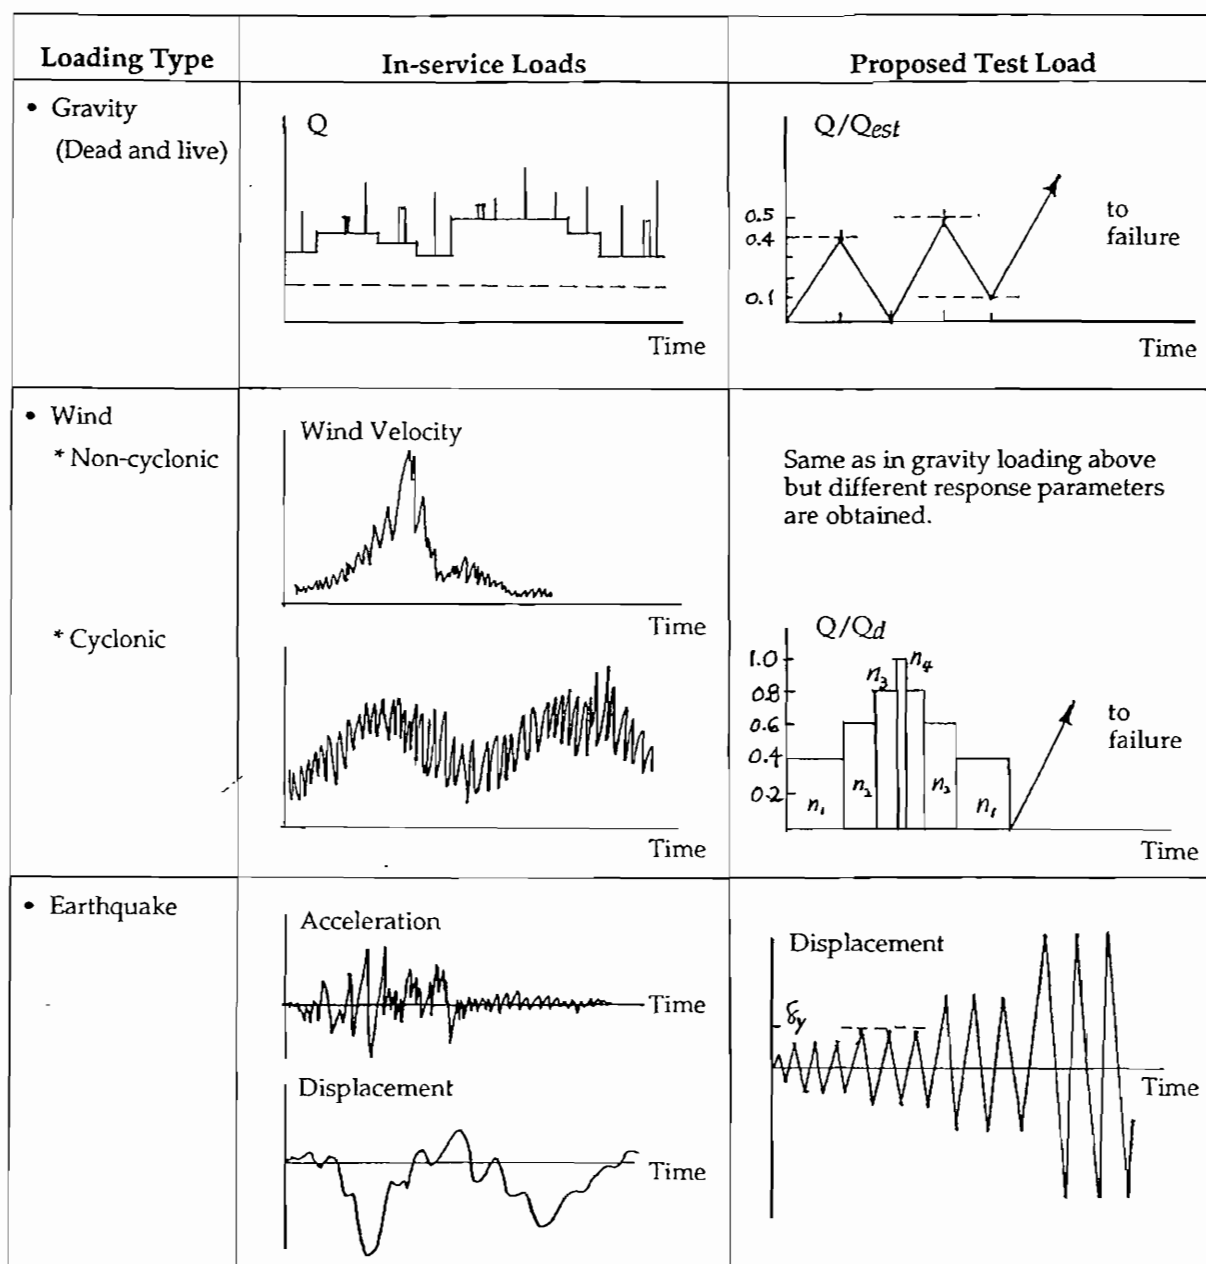 Loading Type
In-service Loads
Proposed Test Load
• Gravity
(Dead and live)
Q
Time
Q/Qest
0.5
0.4
0.1
to
failure
Time
• Wind
* Non-cyclonic
Wind Velocity
Time
Same as in gravity loading above
but different response parameters
are obtained.
* Cyclonic
Time
Q/Qd
1.0
0.8
0.6
0.4
0.2
n₁
n₂
n₃
n₄
n₂
n₁
to
failure
Time
• Earthquake
Acceleration
Time
Displacement
Time
Displacement
δy
Time